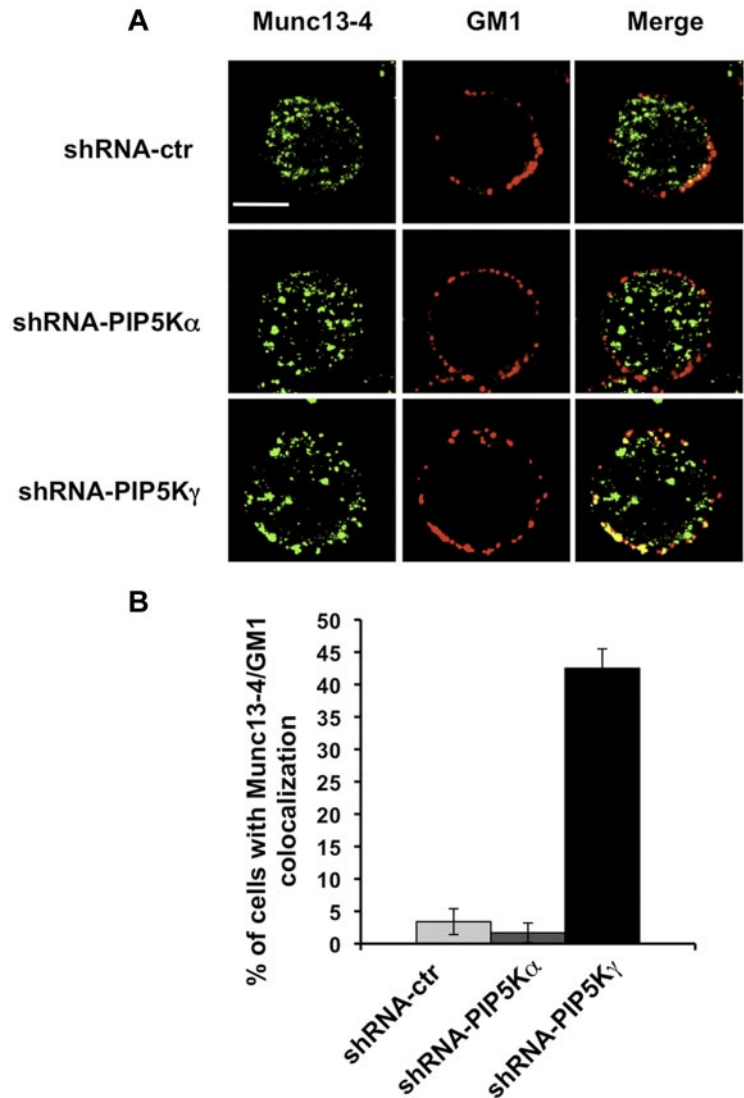 A
Munc13-4 GM1 Merge
shRNA-ctr
shRNA-PIP5Kα
shRNA-PIP5Kγ
B
% of cells with Munc13-4/GM1
colocalization
50
45
40
35
30
25
20
15
10
5
0
shRNA-ctr
shRNA-PIP5Kα
shRNA-PIP5Kγ